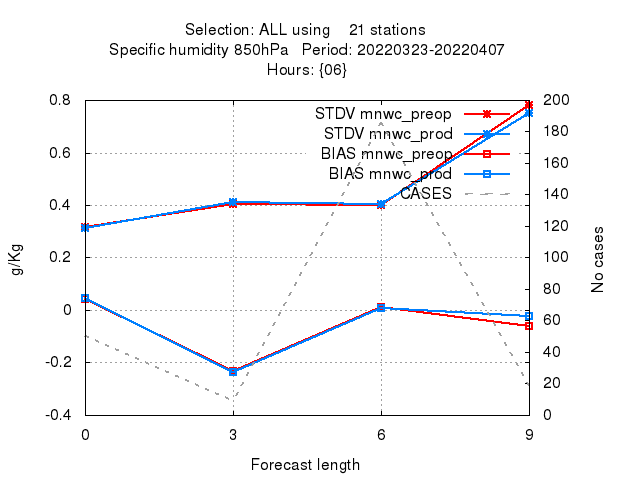 Selection: ALL using    21 stations
Specific humidity 850hPa   Period: 20220323-20220407
Hours: {06}
STDV mnwc_preop
STDV mnwc_prod
BIAS mnwc_preop
BIAS mnwc_prod
CASES
0.8
0.6
0.4
0.2
0
-0.2
-0.4
g/Kg
200
180
160
140
120
100
80
60
40
20
0
No cases
0 3 6 9
Forecast length